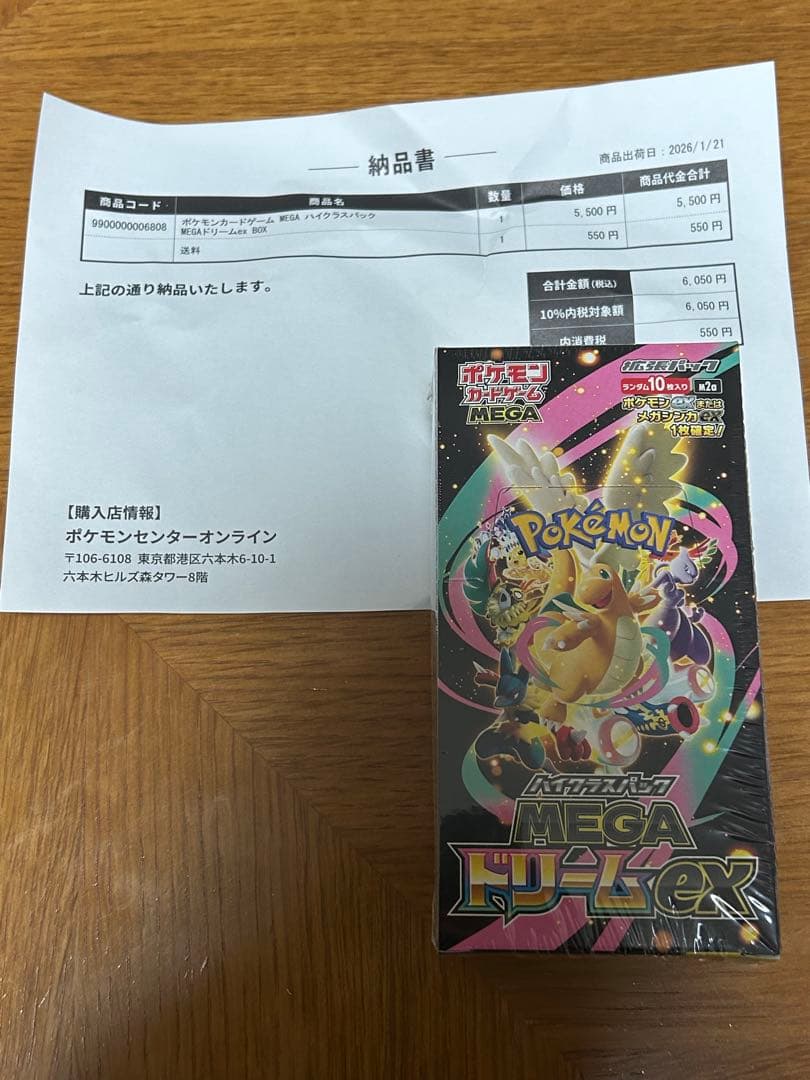 納品書
商品出荷日：2026/1/21
商品コード 商品名 数量 価格 商品代金合計
9900000006808 ポケモンカードゲーム MEGA ハイクラスパック 1 5,500 円 5,500 円
MEGAドリームex BOX
送料 1 550 円 550 円
上記の通り納品いたします。
合計金額(税込) 6,050 円
10%内税対象額 6,050 円
内消費税 550 円
【購入店情報】
ポケモンセンターオンライン
〒106-6108 東京都港区六本木6-10-1
六本木ヒルズ森タワー8階
ポケモン
カードゲーム
MEGA
拡張パック
ランダム10枚入り
ポケモンexまたは
メガシンカex
1枚確定!
POKéMON
ハイクラスパック
MEGA
ドリームex